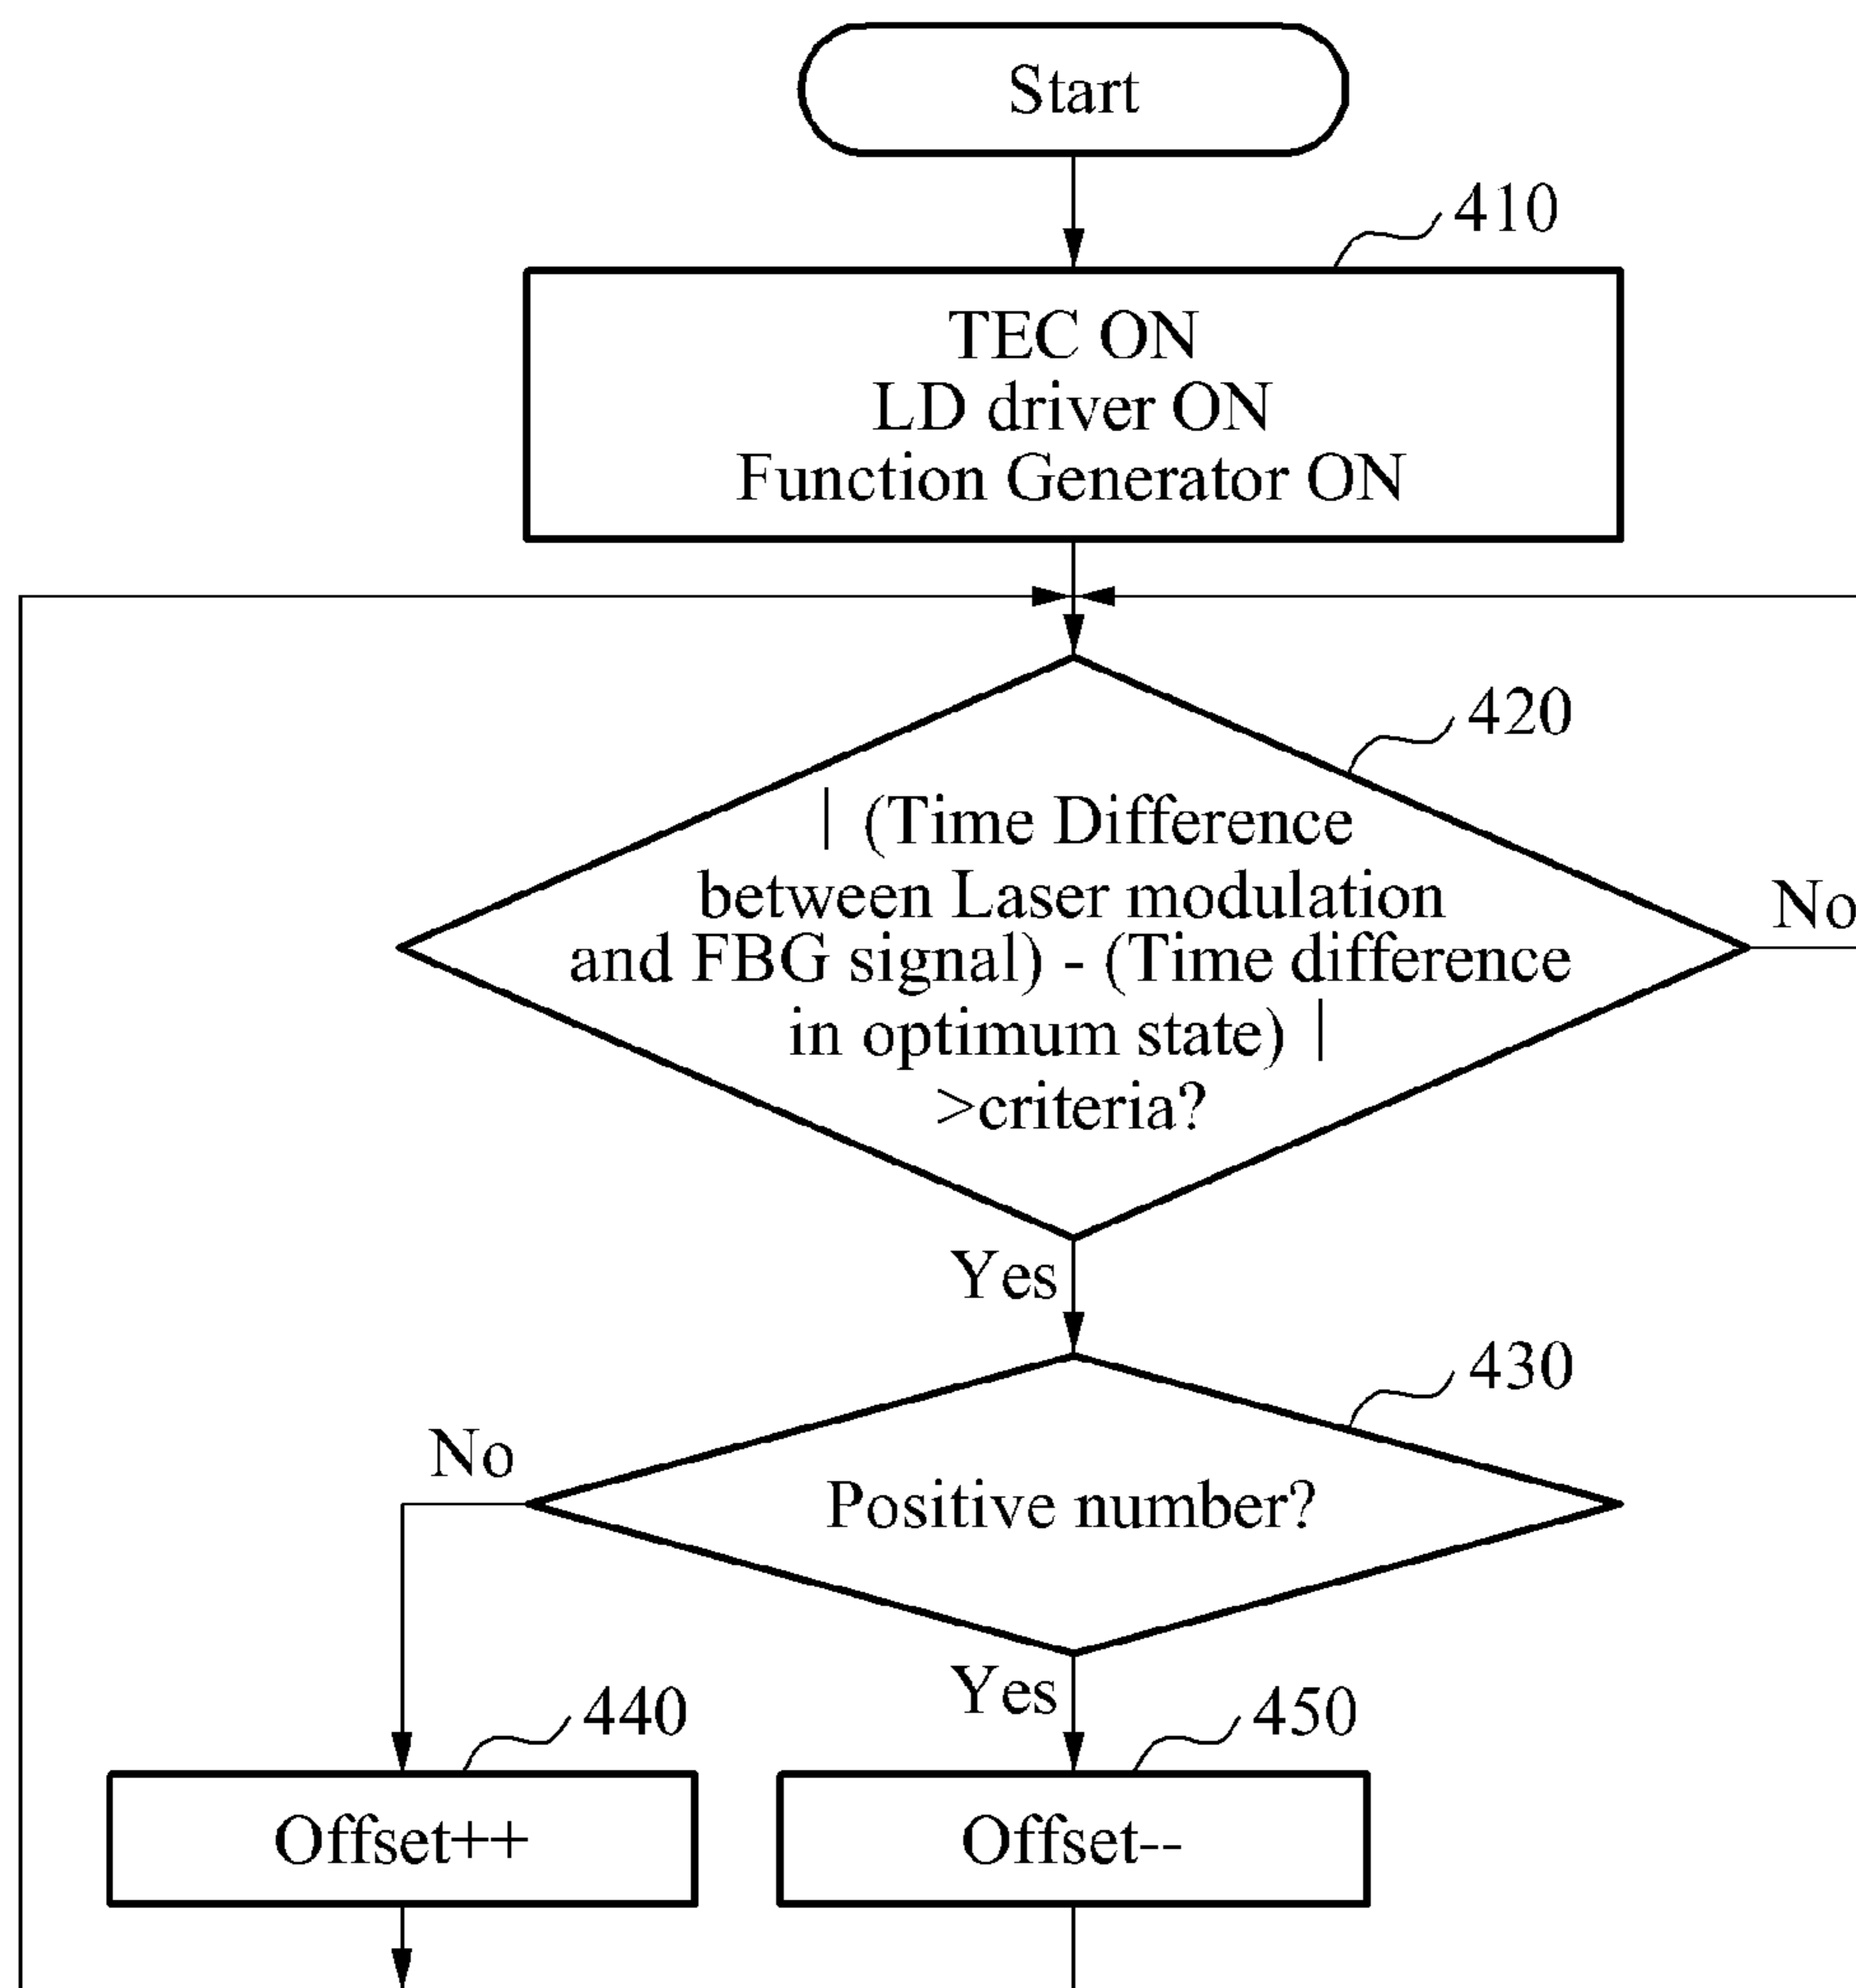 Start
410
TEC ON
LD driver ON
Function Generator ON
420
| (Time Difference
between Laser modulation
and FBG signal) - (Time difference
in optimum state) |
>criteria?
No
Yes
430
Positive number?
No
Yes
440
450
Offset++
Offset--